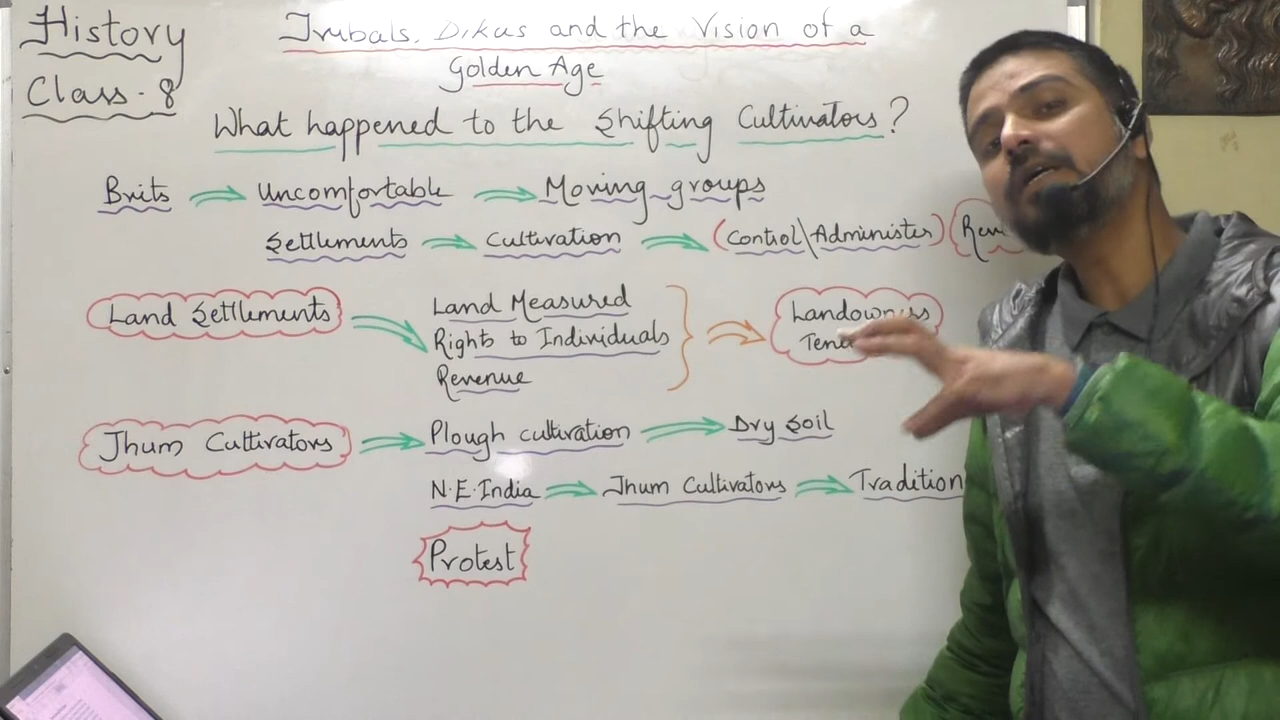 History
Class - 8
Tribals, Dikus and the Vision of a
Golden Age
What happened to the Shifting Cultivators?
Brits → Uncomfortable → Moving groups
Settlements → Cultivation → (Control\Administer)
Land Settlements → Land Measured
Rights to Individuals
Revenue
Jhum Cultivators → Plough cultivation → Dry Soil
N.E. India → Jhum Cultivators → Tradition
Protest